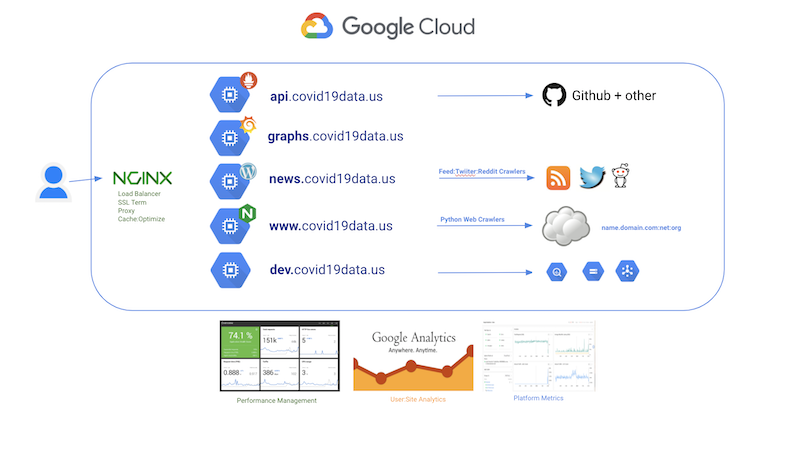 Google Cloud
api.covid19data.us
Github + other
graphs.covid19data.us
NGINX
Load Balancer
SSL Term
Proxy
Cache:Optimize
news.covid19data.us
Feed:Twiiter:Reddit Crawlers
www.covid19data.us
Python Web Crawlers
name.domain.com:net:org
dev.covid19data.us
74.1 %
151k
5
0.888
386
3
Google Analytics
Anywhere. Anytime.
Performance Management
User:Site Analytics
Platform Metrics